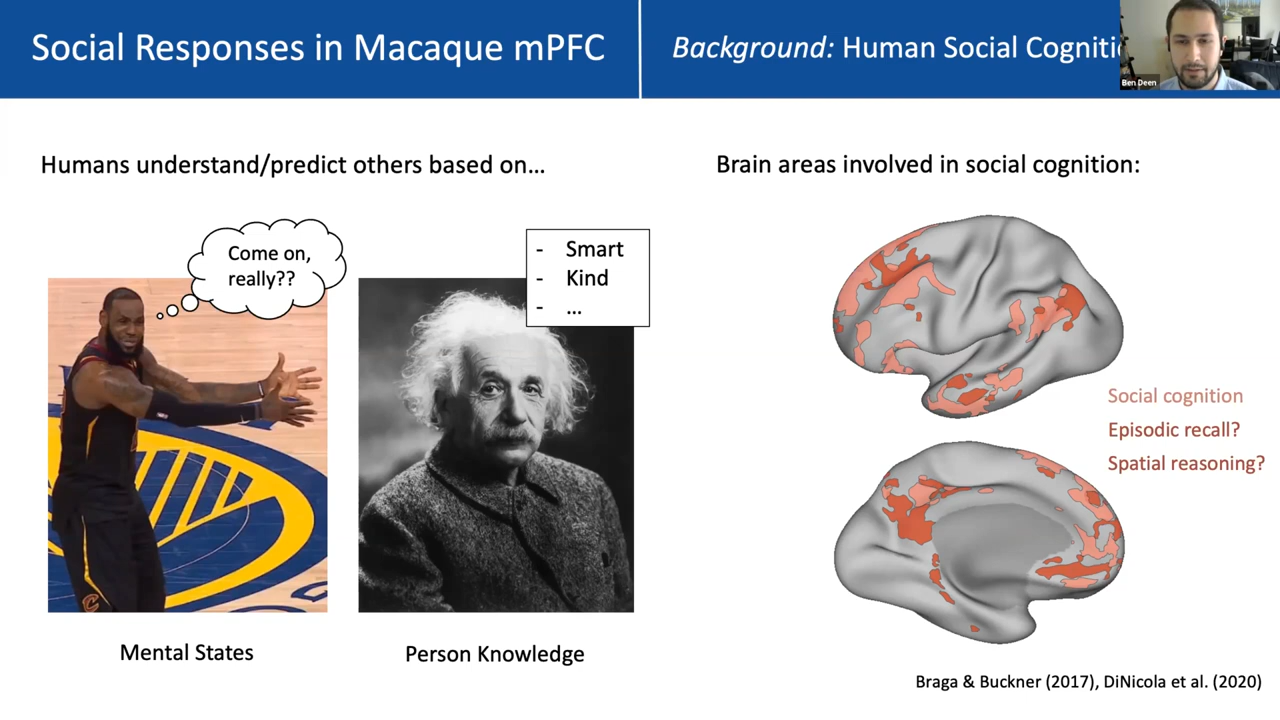 Social Responses in Macaque mPFC
Background: Human Social Cogniti
Ben Deen
Humans understand/predict others based on…
Come on,
really??
- Smart
- Kind
- …
Mental States
Person Knowledge
Brain areas involved in social cognition:
Social cognition
Episodic recall?
Spatial reasoning?
Braga & Buckner (2017), DiNicola et al. (2020)